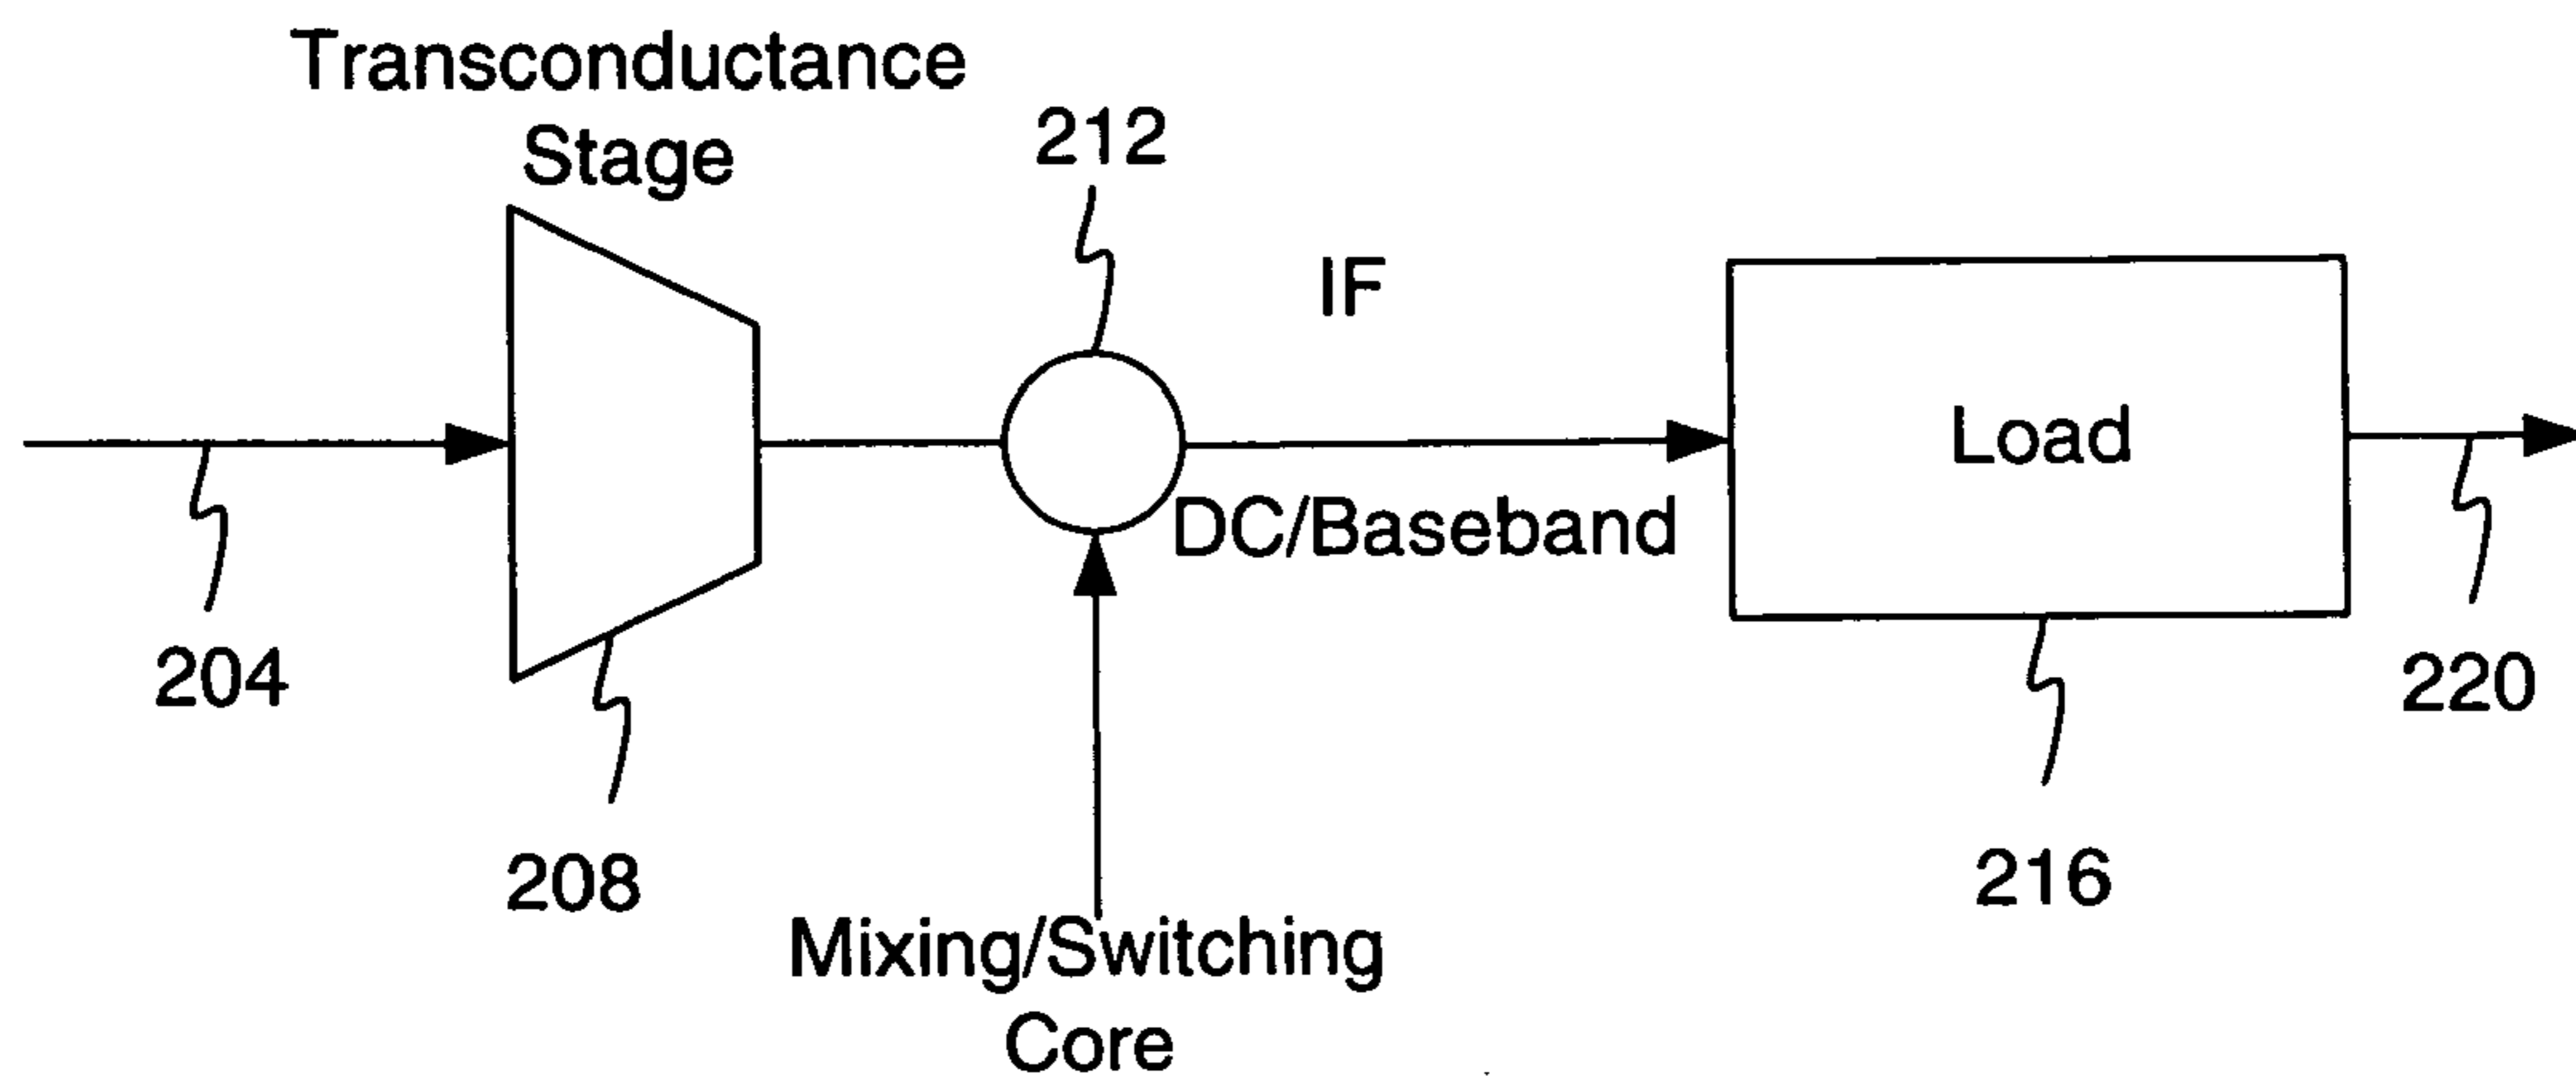 Transconductance
Stage
212
IF
Load
DC/Baseband
204
220
208
216
Mixing/Switching
Core